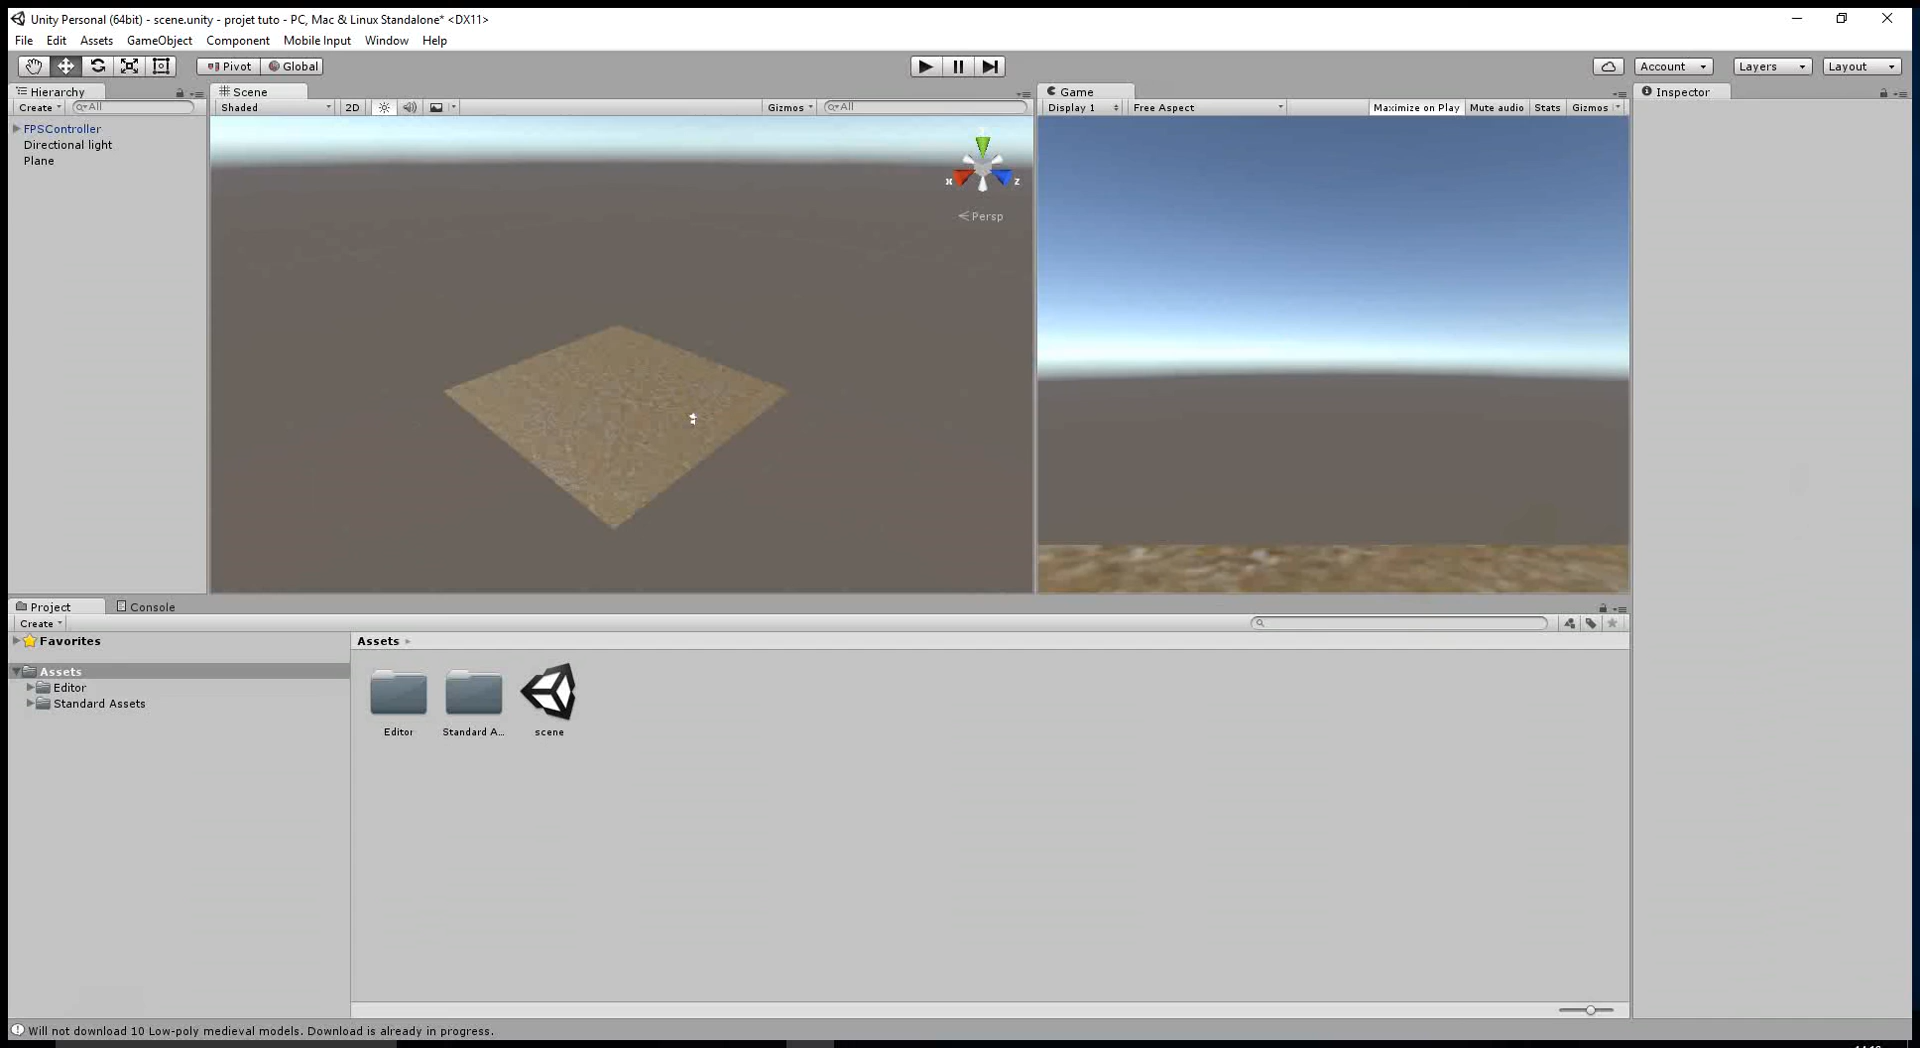 Unity Personal (64bit) - scene.unity - projet tuto - PC, Mac & Linux Standalone* <DX11>
File Edit Assets GameObject Component Mobile Input Window Help
Pivot Global Account Layers Layout
Hierarchy Scene Game Inspector
Create All Shaded 2D Gizmos All Display 1 Free Aspect Maximize on Play Mute audio Stats Gizmos
FPSController
Directional light
Plane
x z
Persp
Project Console
Create
Favorites
Assets
Assets
Editor
Standard Assets
Editor Standard A... scene
Will not download 10 Low-poly medieval models. Download is already in progress.